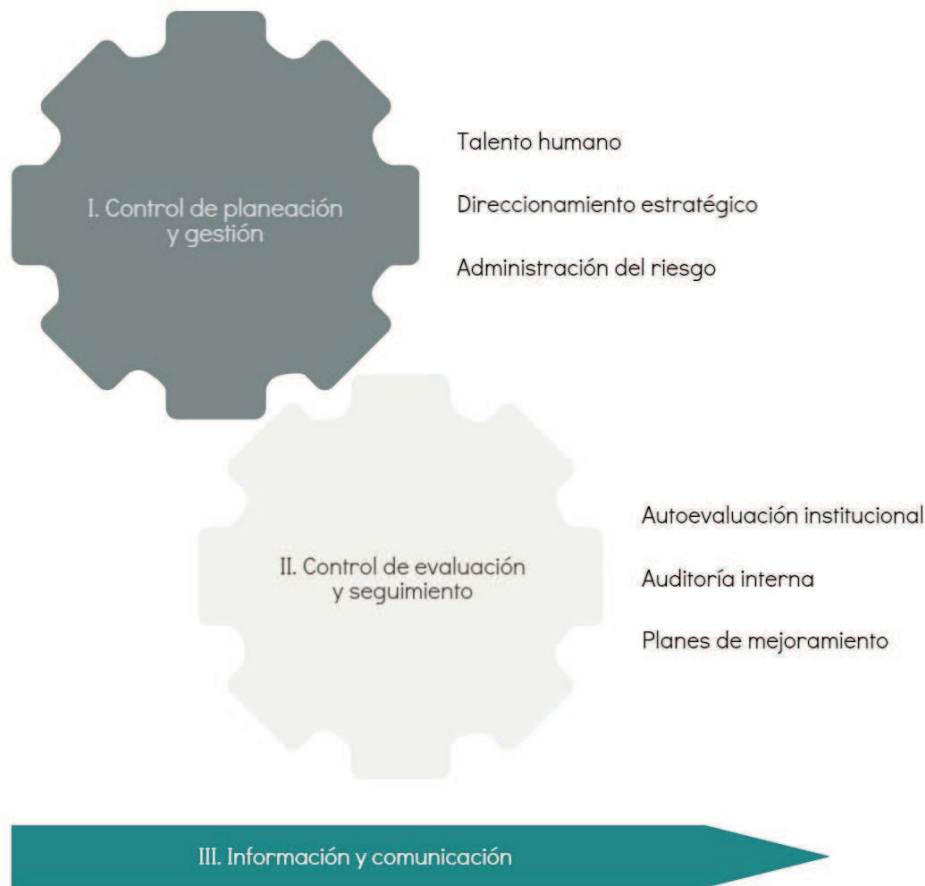 I. Control de planeación
y gestión
Talento humano
Direccionamiento estratégico
Administración del riesgo
II. Control de evaluación
y seguimiento
Autoevaluación institucional
Auditoría interna
Planes de mejoramiento
III. Información y comunicación